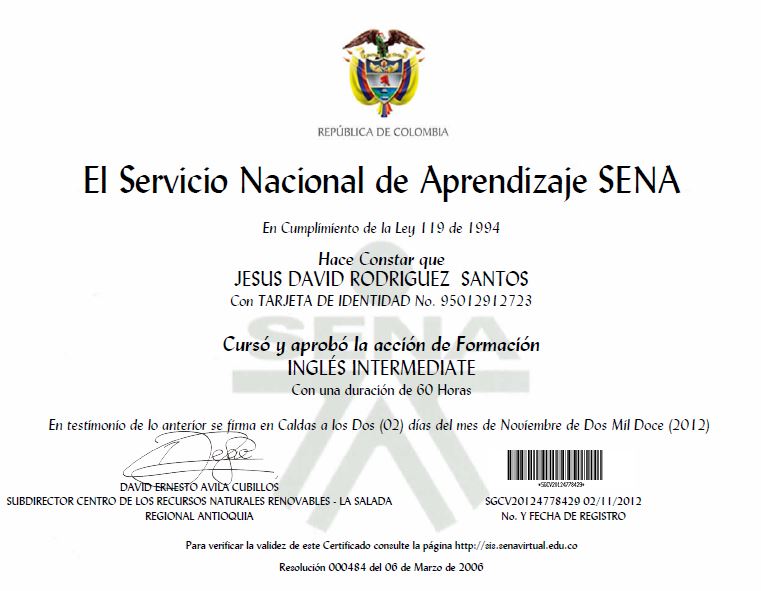 REPÚBLICA DE COLOMBIA
El Servicio Nacional de Aprendizaje SENA
En Cumplimiento de la Ley 119 de 1994
Hace Constar que
JESUS DAVID RODRIGUEZ SANTOS
Con TARJETA DE IDENTIDAD No. 95012912723
SENA
Cursó y aprobó la acción de Formación
INGLÉS INTERMEDIATE
Con una duración de 60 Horas
En testimonio de lo anterior se firma en Caldas a los Dos (02) días del mes de Noviembre de Dos Mil Doce (2012)
*SGCV20124778429*
DAVID ERNESTO AVILA CUBILLOS
SUBDIRECTOR CENTRO DE LOS RECURSOS NATURALES RENOVABLES - LA SALADA
REGIONAL ANTIOQUIA
SGCV20124778429 02/11/2012
No. Y FECHA DE REGISTRO
Para verificar la validez de este Certificado consulte la página http://sis.senavirtual.edu.co
Resolución 000484 del 06 de Marzo de 2006